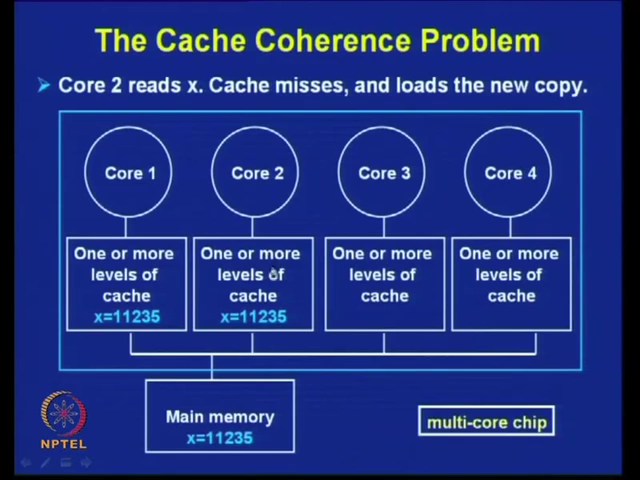 The Cache Coherence Problem
Core 2 reads x. Cache misses, and loads the new copy.
Core 1
Core 2
Core 3
Core 4
One or more
levels of
cache
x=11235
One or more
levels of
cache
x=11235
One or more
levels of
cache
One or more
levels of
cache
Main memory
x=11235
multi-core chip
NPTEL